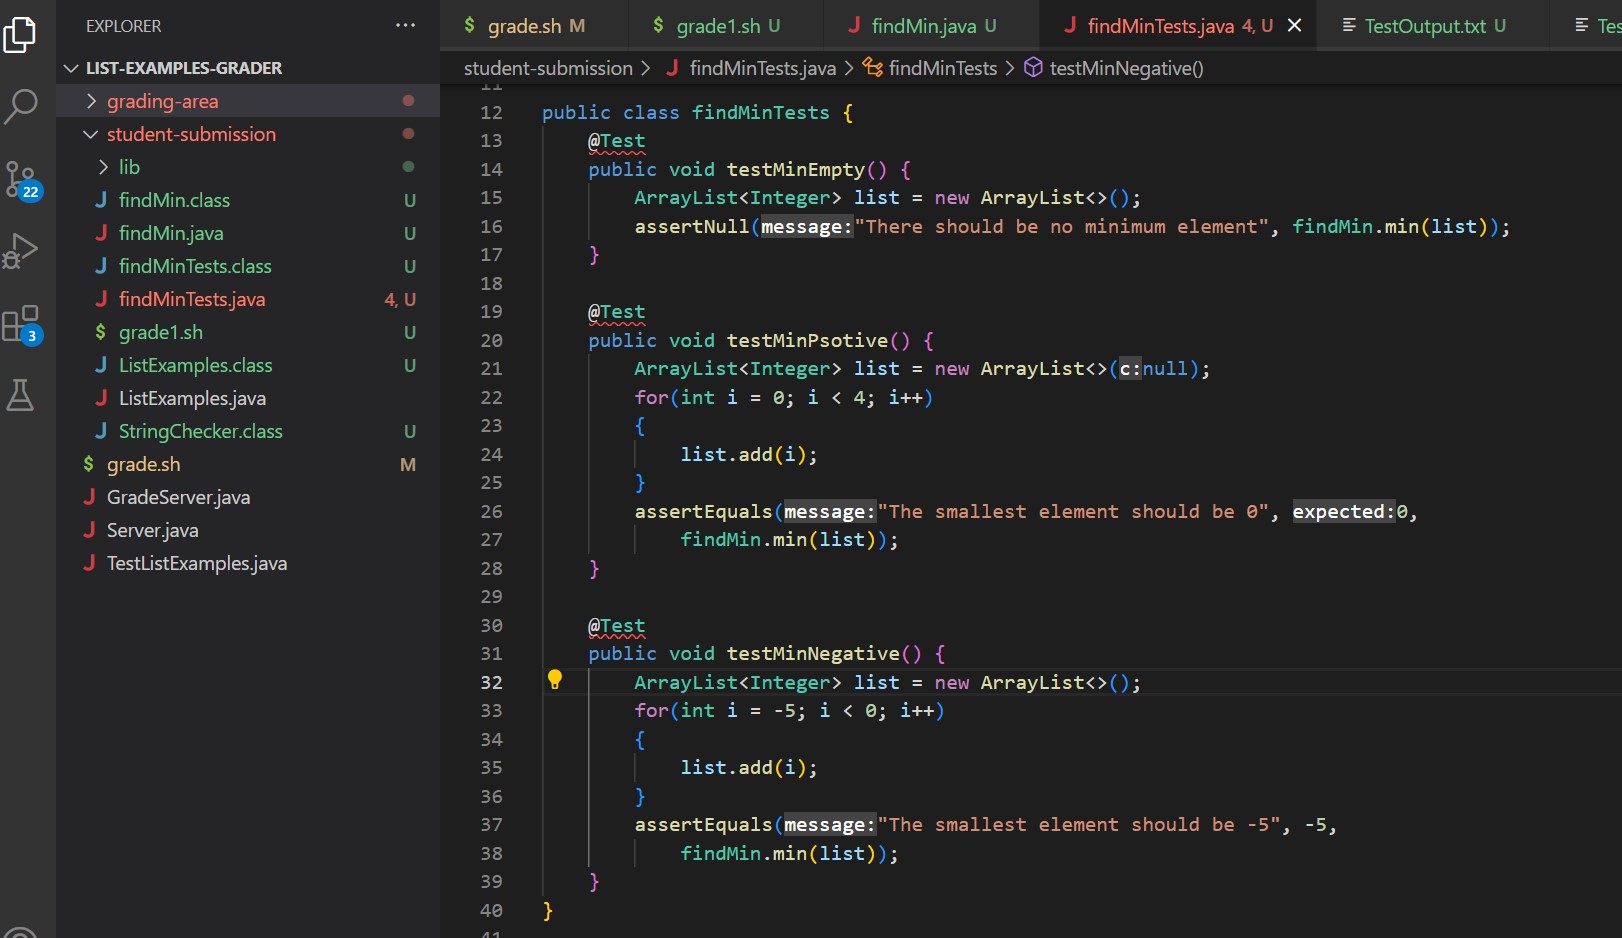 EXPLORER ...
LIST-EXAMPLES-GRADER
grading-area
student-submission
lib
findMin.class U
findMin.java U
findMinTests.class U
findMinTests.java 4, U
grade1.sh U
ListExamples.class U
ListExamples.java
StringChecker.class U
grade.sh M
GradeServer.java
Server.java
TestListExamples.java
22
3
grade.sh M
grade1.sh U
findMin.java U
findMinTests.java 4, U
TestOutput.txt U
student-submission > findMinTests.java > findMinTests > testMinNegative()
11
12 public class findMinTests {
13 @Test
14 public void testMinEmpty() {
15 ArrayList<Integer> list = new ArrayList<>();
16 assertNull(message:"There should be no minimum element", findMin.min(list));
17 }
18
19 @Test
20 public void testMinPsotive() {
21 ArrayList<Integer> list = new ArrayList<>(c:null);
22 for(int i = 0; i < 4; i++)
23 {
24 list.add(i);
25 }
26 assertEquals(message:"The smallest element should be 0", expected:0,
27 findMin.min(list));
28 }
29
30 @Test
31 public void testMinNegative() {
32 ArrayList<Integer> list = new ArrayList<>();
33 for(int i = -5; i < 0; i++)
34 {
35 list.add(i);
36 }
37 assertEquals(message:"The smallest element should be -5", -5,
38 findMin.min(list));
39 }
40 }